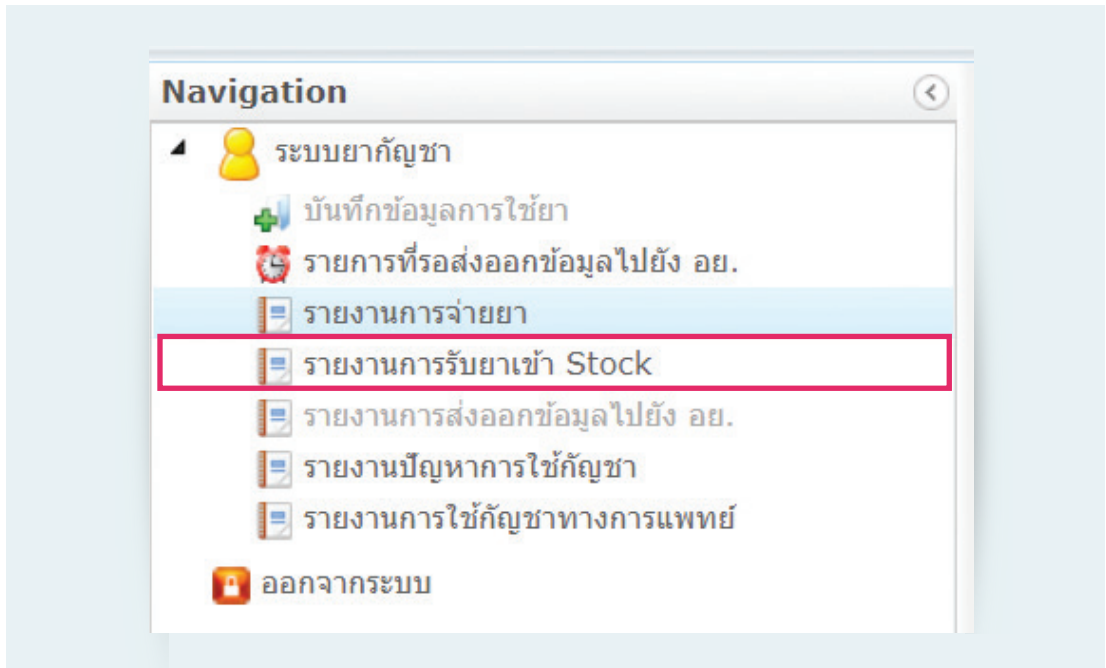 Navigation
ระบบยากัญชา
บันทึกข้อมูลการใช้ยา
รายการที่รอส่งออกข้อมูลไปยัง อย.
รายงานการจ่ายยา
รายงานการรับยาเข้า Stock
รายงานการส่งออกข้อมูลไปยัง อย.
รายงานปัญหาการใช้กัญชา
รายงานการใช้กัญชาทางการแพทย์
ออกจากระบบ